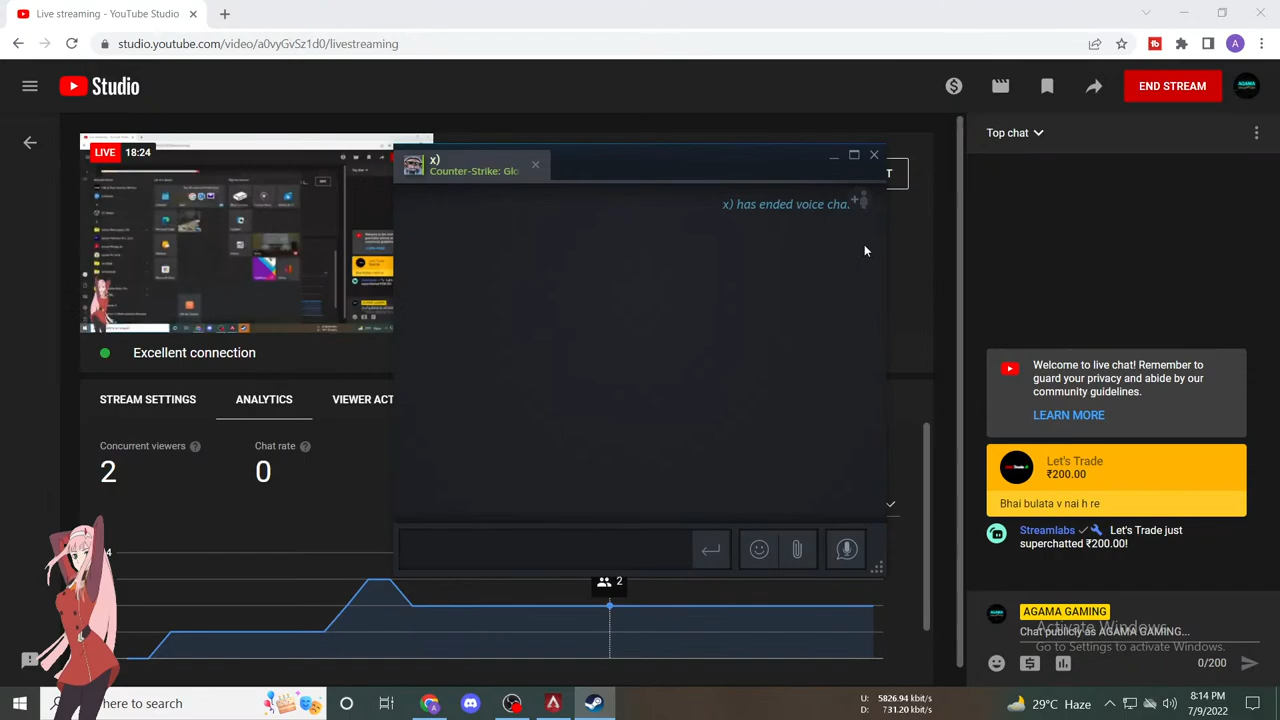 Live streaming - YouTube Studio
studio.youtube.com/video/a0vyGvSz1d0/livestreaming
A
Studio
END STREAM
AGAMA
LIVE 18:24
x)
Counter-Strike: Glo
T
x) has ended voice cha.
Top chat
Excellent connection
STREAM SETTINGS
ANALYTICS
VIEWER ACT
Concurrent viewers
2
Chat rate
0
Welcome to live chat! Remember to
guard your privacy and abide by our
community guidelines.
LEARN MORE
Let's Trade
₹200.00
Bhai bulata v nai h re
Streamlabs Let's Trade just
superchatted ₹200.00!
4
2
AGAMA GAMING
Chat publicly as AGAMA GAMING...
Activate Windows
Go to Settings to activate Windows.
0/200
here to search
U: 5826.94 kbit/s
D: 731.20 kbit/s
29°C Haze
8:14 PM
7/9/2022